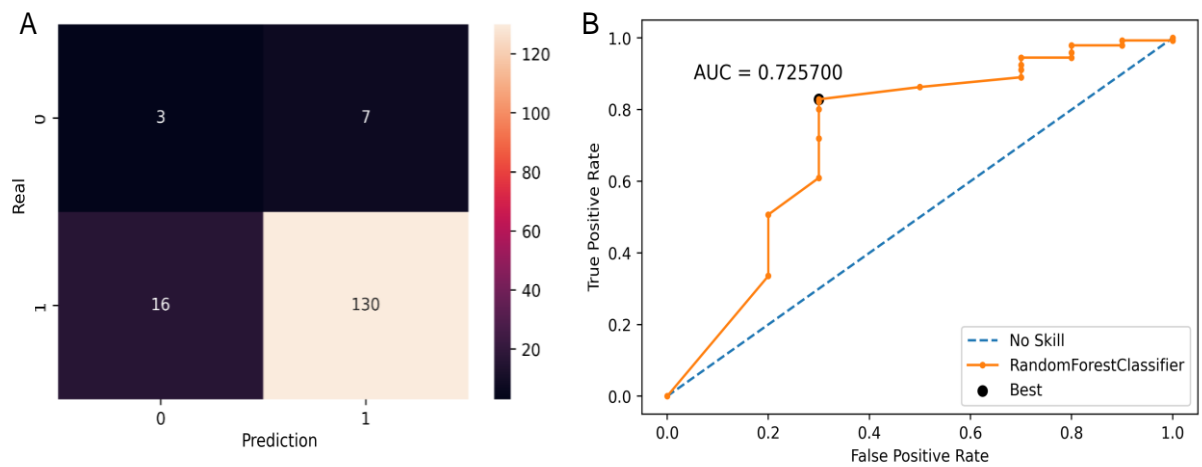 A
Real
0
1
3
7
16
130
0
1
Prediction
120
100
80
60
40
20
B
AUC = 0.725700
True Positive Rate
1.0
0.8
0.6
0.4
0.2
0.0
No Skill
RandomForestClassifier
Best
0.0
0.2
0.4
0.6
0.8
1.0
False Positive Rate